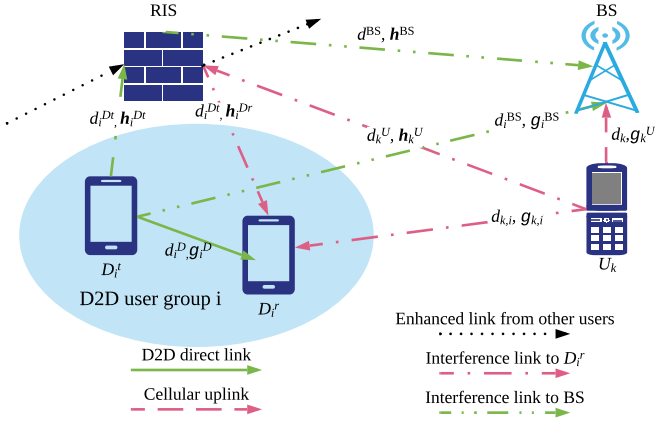 RIS
BS
d^BS, h^BS
d_i^Dt, h_i^Dt
d_i^Dt, h_i^Dr
d_k^U, h_k^U
d_i^BS, g_i^BS
d_k, g_k^U
d_k,i, g_k,i
d_i^D, g_i^D
D_i^t
U_k
D2D user group i
D_i^r
Enhanced link from other users
D2D direct link
Interference link to D_i^r
Cellular uplink
Interference link to BS